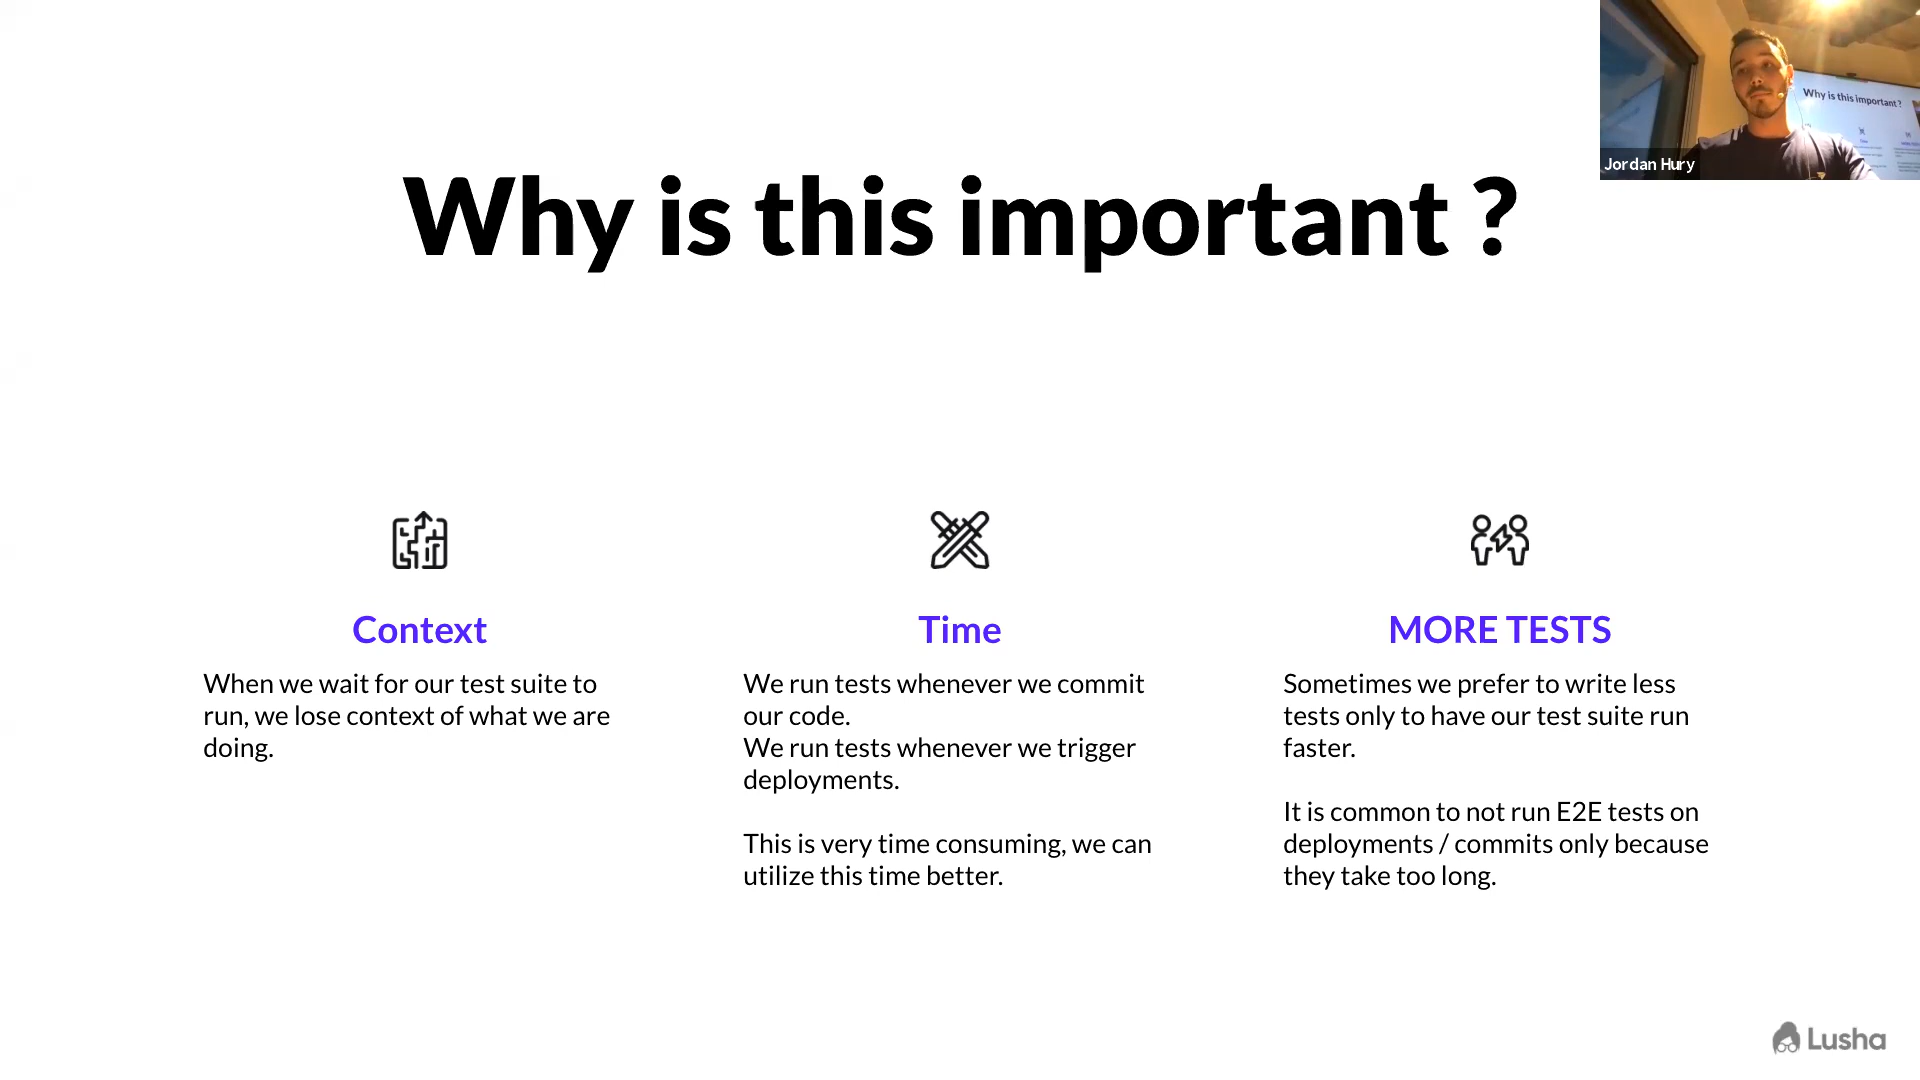 Why is this important ?
Jordan Hury
Why is this important ?
Context
When we wait for our test suite to
run, we lose context of what we are
doing.
Time
We run tests whenever we commit
our code.
We run tests whenever we trigger
deployments.
This is very time consuming, we can
utilize this time better.
MORE TESTS
Sometimes we prefer to write less
tests only to have our test suite run
faster.
It is common to not run E2E tests on
deployments / commits only because
they take too long.
Lusha